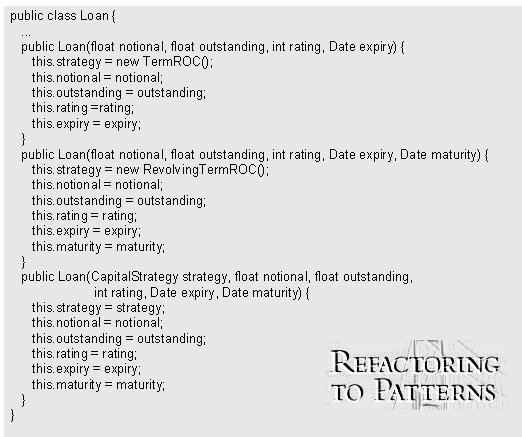 public class Loan {
...
public Loan(float notional, float outstanding, int rating, Date expiry) {
this.strategy = new TermROC();
this.notional = notional;
this.outstanding = outstanding;
this.rating =rating;
this.expiry = expiry;
}
public Loan(float notional, float outstanding, int rating, Date expiry, Date maturity) {
this.strategy = new RevolvingTermROC();
this.notional = notional;
this.outstanding = outstanding;
this.rating = rating;
this.expiry = expiry;
this.maturity = maturity;
}
public Loan(CapitalStrategy strategy, float notional, float outstanding,
int rating, Date expiry, Date maturity) {
this.strategy = strategy;
this.notional = notional;
this.outstanding = outstanding;
this.rating = rating;
this.expiry = expiry;
this.maturity = maturity;
}
}
REFACTORING
TO PATTERNS